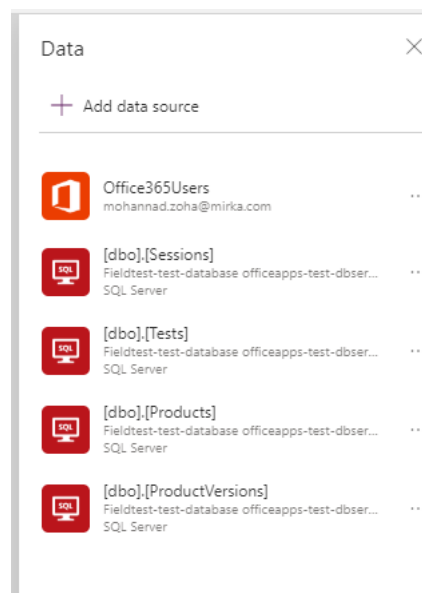 Data
Add data source
Office365Users
mohannad.zoha@mirka.com
[dbo].[Sessions]
Fieldtest-test-database officeapps-test-dbser...
SQL Server
[dbo].[Tests]
Fieldtest-test-database officeapps-test-dbser...
SQL Server
[dbo].[Products]
Fieldtest-test-database officeapps-test-dbser...
SQL Server
[dbo].[ProductVersions]
Fieldtest-test-database officeapps-test-dbser...
SQL Server